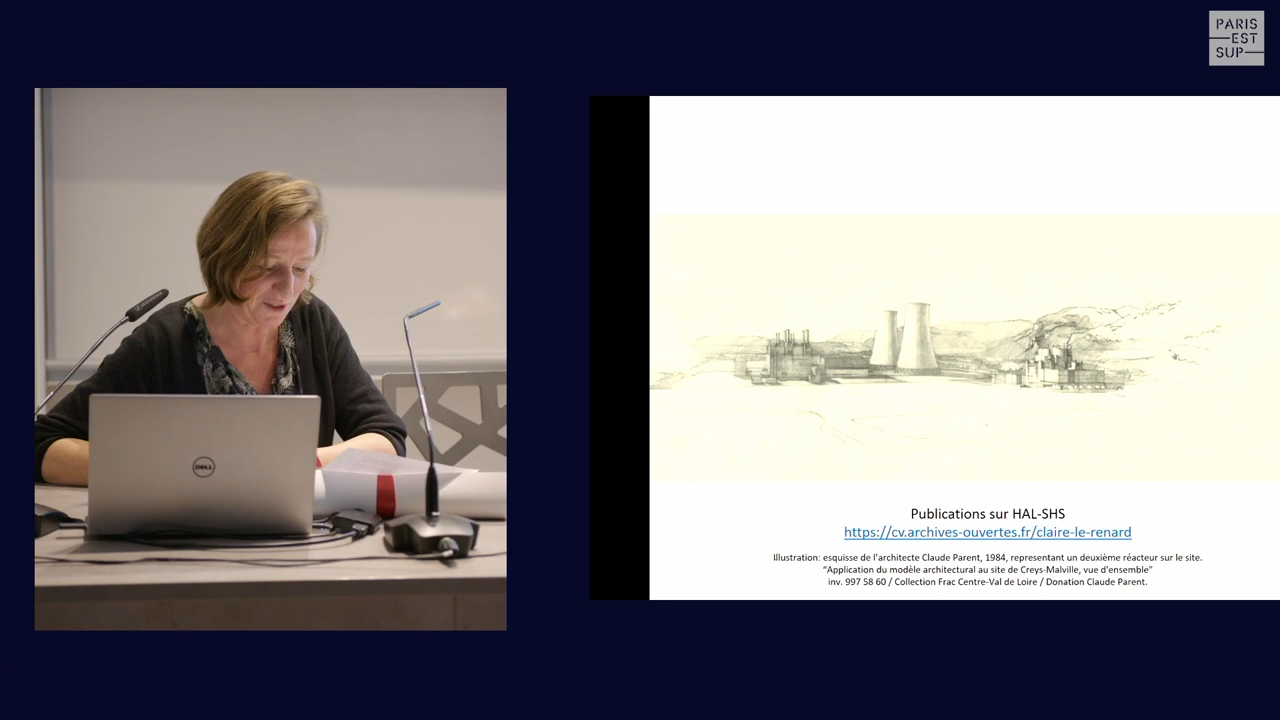 PARIS
EST
SUP
DELL
Publications sur HAL-SHS
https://cv.archives-ouvertes.fr/claire-le-renard
Illustration: esquisse de l'architecte Claude Parent, 1984, representant un deuxième réacteur sur le site.
“Application du modèle architectural au site de Creys-Malville, vue d'ensemble”
inv. 997 58 60 / Collection Frac Centre-Val de Loire / Donation Claude Parent.